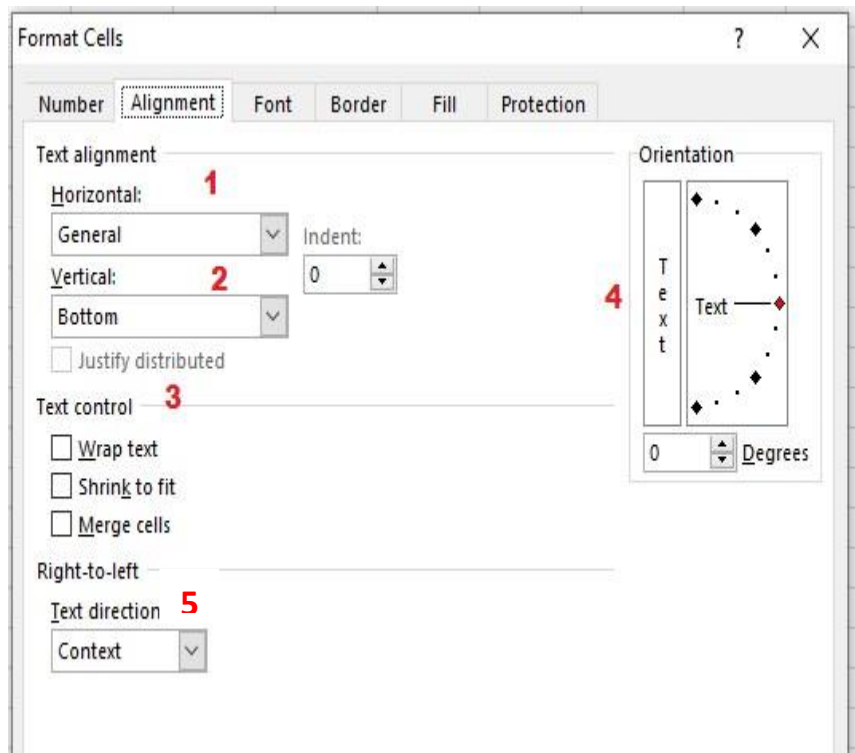 Format Cells ? X
Number Alignment Font Border Fill Protection
Text alignment
1
Horizontal:
General
Indent:
0
2
Vertical:
Bottom
Justify distributed
3
Text control
Wrap text
Shrink to fit
Merge cells
Right-to-left
5
Text direction
Context
Orientation
4
Text
Text
0 Degrees